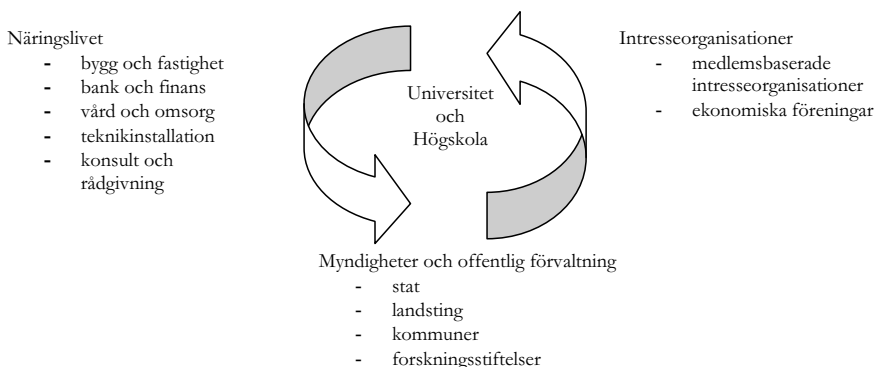 Näringslivet
- bygg och fastighet
- bank och finans
- vård och omsorg
- teknikinstallation
- konsult och
rådgivning
Universitet
och
Högskola
Intresseorganisationer
- medlemsbaserade
intresseorganisationer
- ekonomiska föreningar
Myndigheter och offentlig förvaltning
- stat
- landsting
- kommuner
- forskningsstiftelser